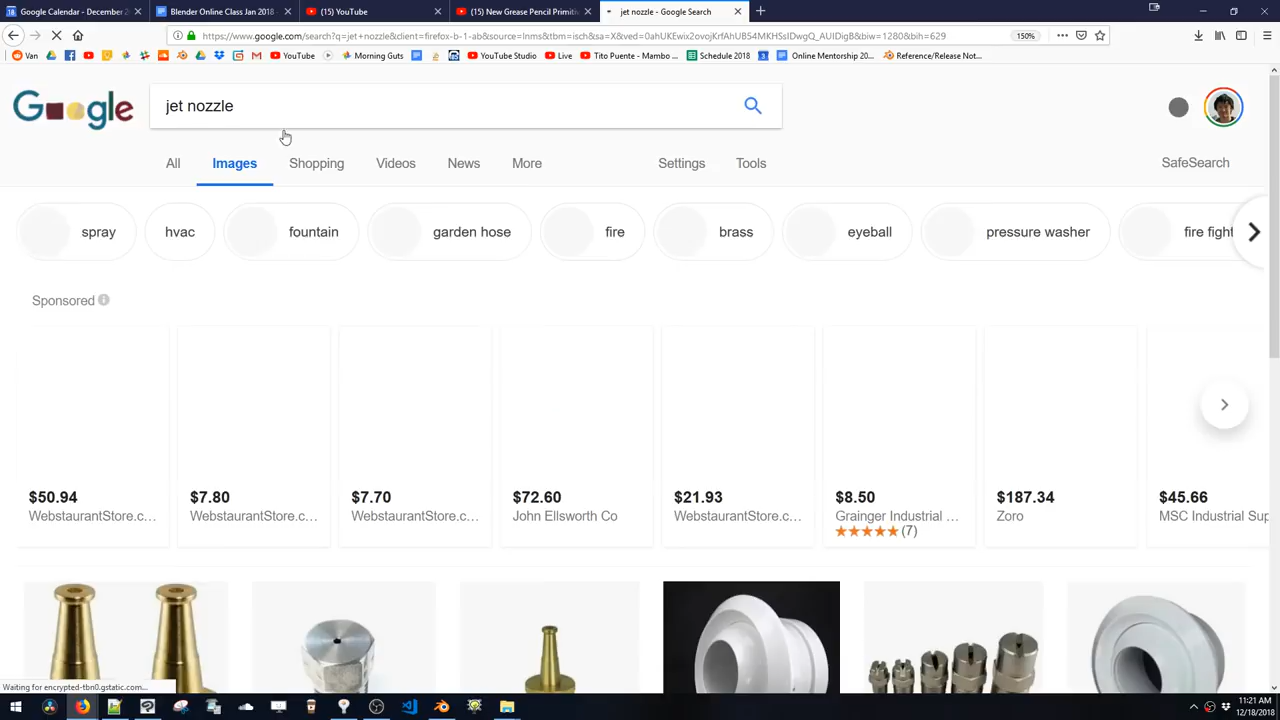 Google Calendar - December 2
Blender Online Class Jan 2018 -
(15) YouTube
(15) New Grease Pencil Primitiv
jet nozzle - Google Search
https://www.google.com/search?q=jet+nozzle&client=firefox-b-1-ab&source=lnms&tbm=isch&sa=X&ved=0ahUKEwix2ovojKrfAhUB54MKHSsIDwgQ_AUIDigB&biw=1280&bih=629
150%
Van
YouTube
Morning Guts
YouTube Studio
Live
Tito Puente - Mambo ...
Schedule 2018
Online Mentorship 20...
Reference/Release Not...
Google
jet nozzle
All
Images
Shopping
Videos
News
More
Settings
Tools
SafeSearch
spray
hvac
fountain
garden hose
fire
brass
eyeball
pressure washer
fire fight
Sponsored
$50.94
WebstaurantStore.c...
$7.80
WebstaurantStore.c...
$7.70
WebstaurantStore.c...
$72.60
John Ellsworth Co
$21.93
WebstaurantStore.c...
$8.50
Grainger Industrial ...
(7)
$187.34
Zoro
$45.66
MSC Industrial Sup
Waiting for encrypted-tbn0.gstatic.com...
11:21 AM
12/18/2018